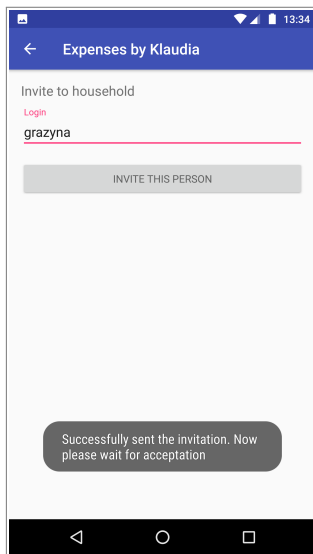 13:34
Expenses by Klaudia
Invite to household
Login
grazyna
INVITE THIS PERSON
Successfully sent the invitation. Now
please wait for acceptation